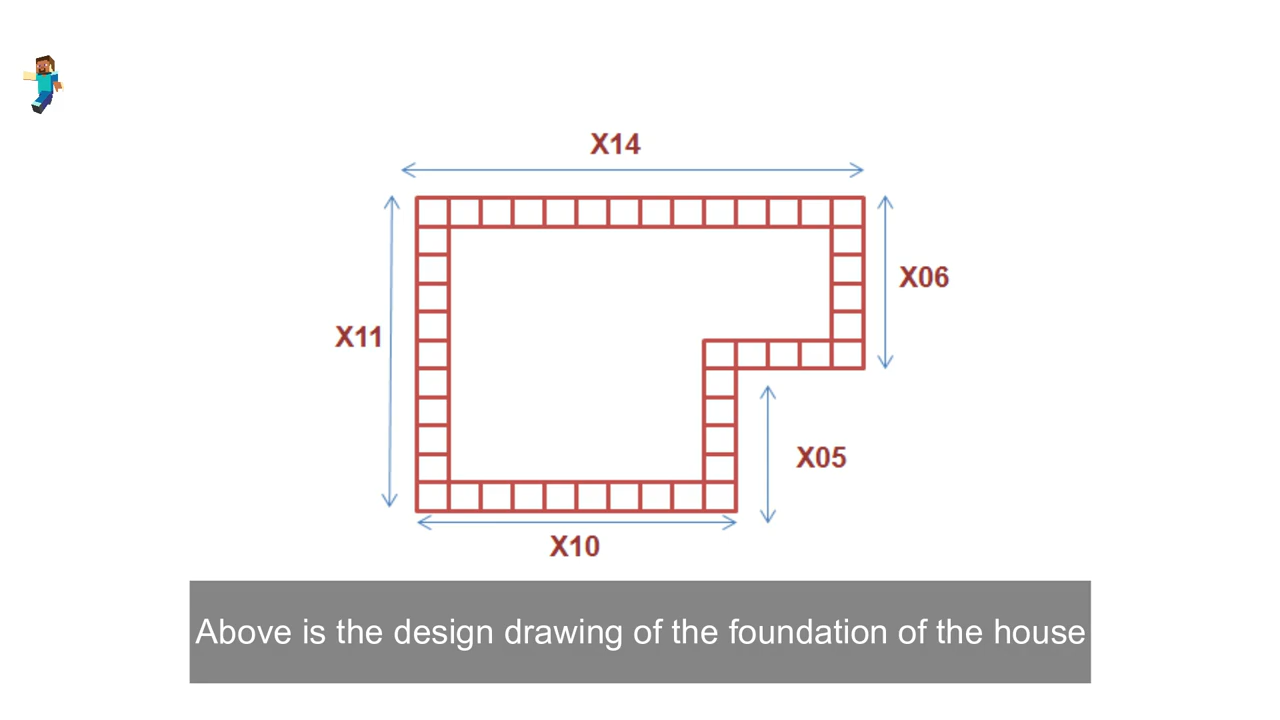 X14
X06
X11
X05
X10
Above is the design drawing of the foundation of the house